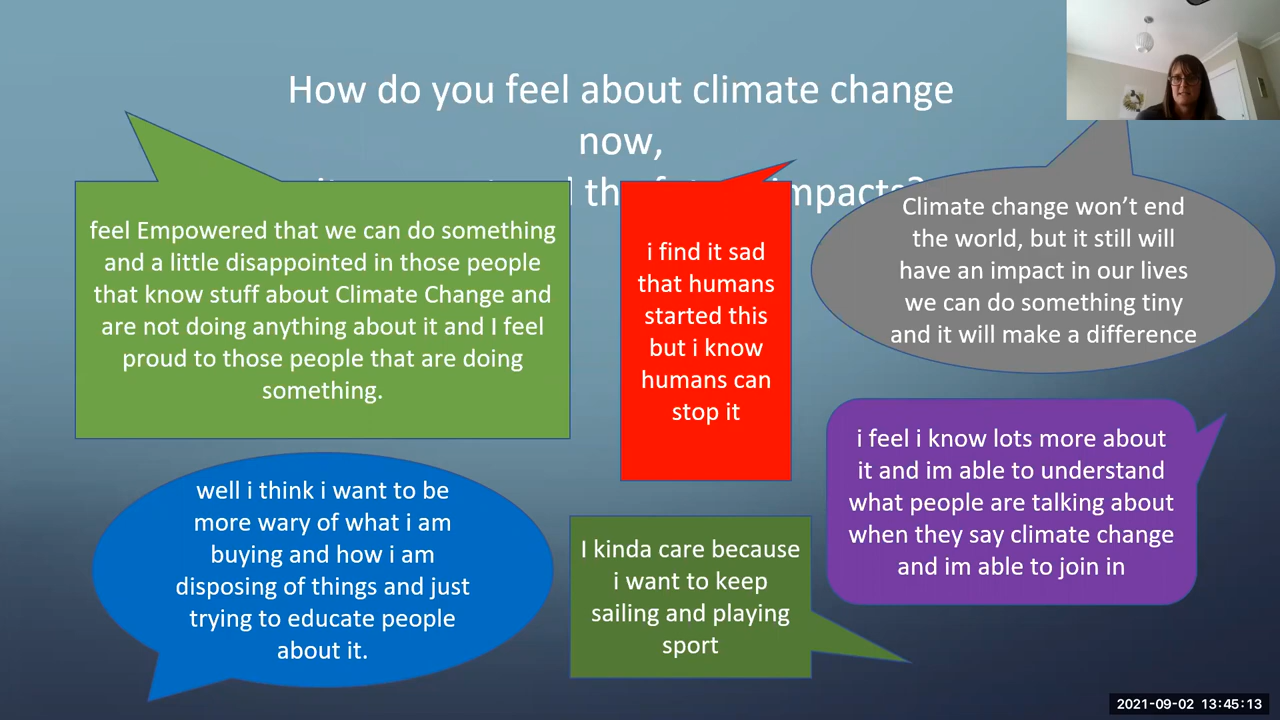 How do you feel about climate change
now,
impacts?
feel Empowered that we can do something
and a little disappointed in those people
that know stuff about Climate Change and
are not doing anything about it and I feel
proud to those people that are doing
something.
i find it sad
that humans
started this
but i know
humans can
stop it
Climate change won’t end
the world, but it still will
have an impact in our lives
we can do something tiny
and it will make a difference
well i think i want to be
more wary of what i am
buying and how i am
disposing of things and just
trying to educate people
about it.
I kinda care because
i want to keep
sailing and playing
sport
i feel i know lots more about
it and im able to understand
what people are talking about
when they say climate change
and im able to join in
2021-09-02 13:45:13